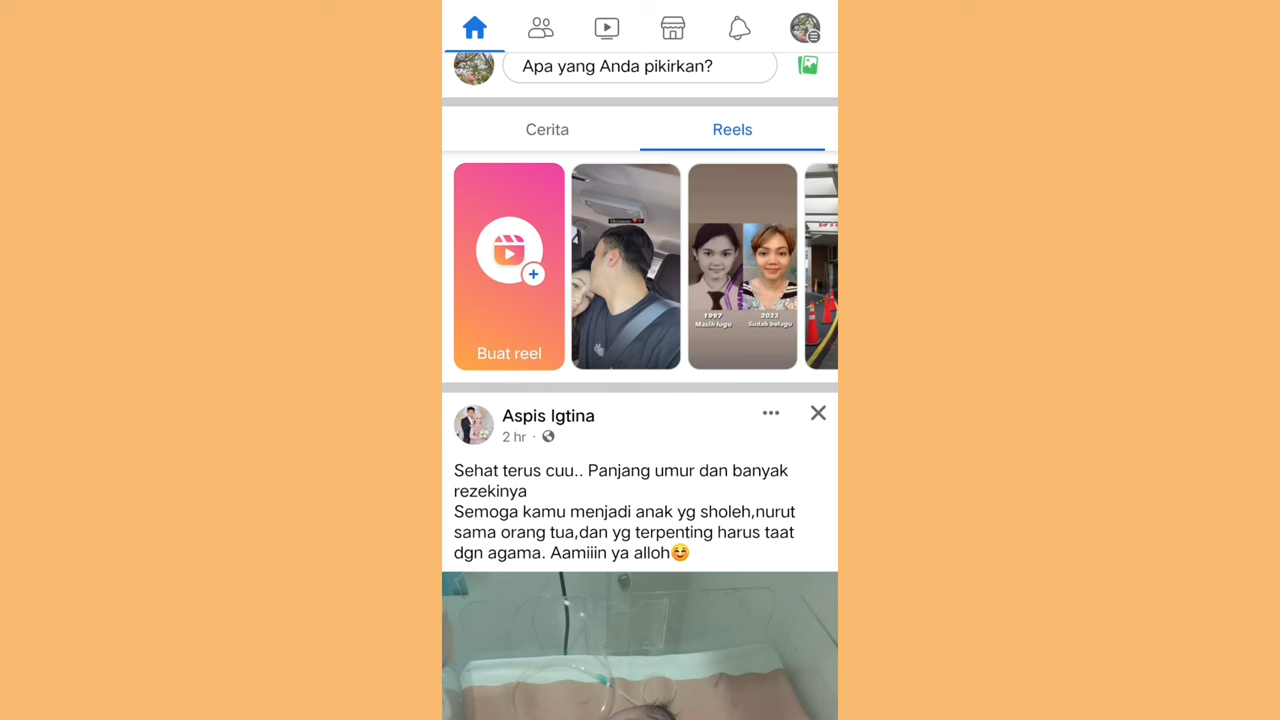 Apa yang Anda pikirkan?
Cerita
Reels
Buat reel
1997
Masih lugu
2023
Sudah belagu
Aspis Igtina
2 hr ·
Sehat terus cuu.. Panjang umur dan banyak
rezekinya
Semoga kamu menjadi anak yg sholeh,nurut
sama orang tua,dan yg terpenting harus taat
dgn agama. Aamiiin ya alloh☺️